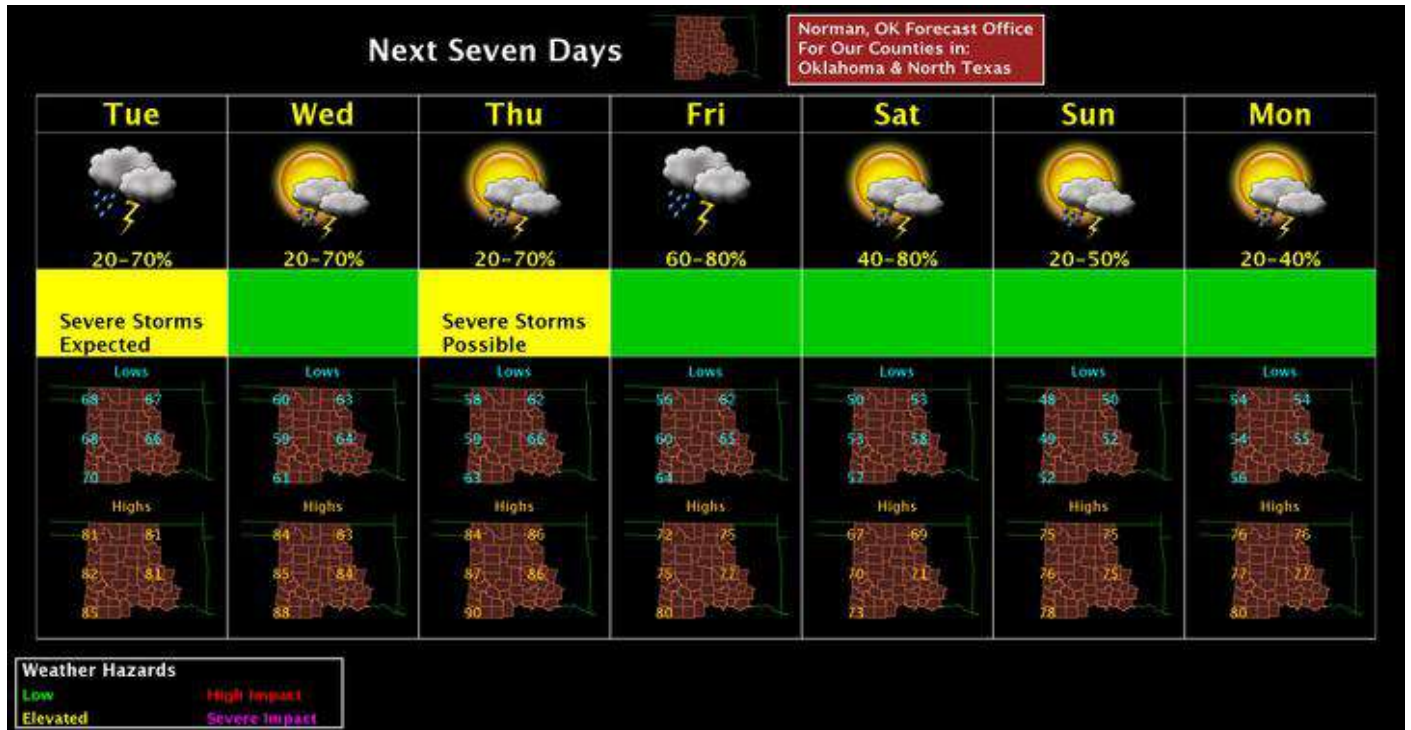 Next Seven Days
Norman, OK Forecast Office
For Our Counties in:
Oklahoma & North Texas
Tue Wed Thu Fri Sat Sun Mon
20-70% 20-70% 20-70% 60-80% 40-80% 20-50% 20-40%
Severe Storms Severe Storms
Expected Possible
Lows Lows Lows Lows Lows Lows Lows
68 67 60 63 58 62 56 62 50 53 48 50 54 54
68 66 59 64 59 66 60 65 53 58 49 52 54 55
70 61 63 64 52 52 56
Highs Highs Highs Highs Highs Highs Highs
81 81 84 83 84 86 72 75 67 69 75 75 76 76
82 81 85 84 87 86 77 70 71 76 75 77 77
85 88 90 80 73 78 80
Weather Hazards
Low High Impact
Elevated Severe Impact